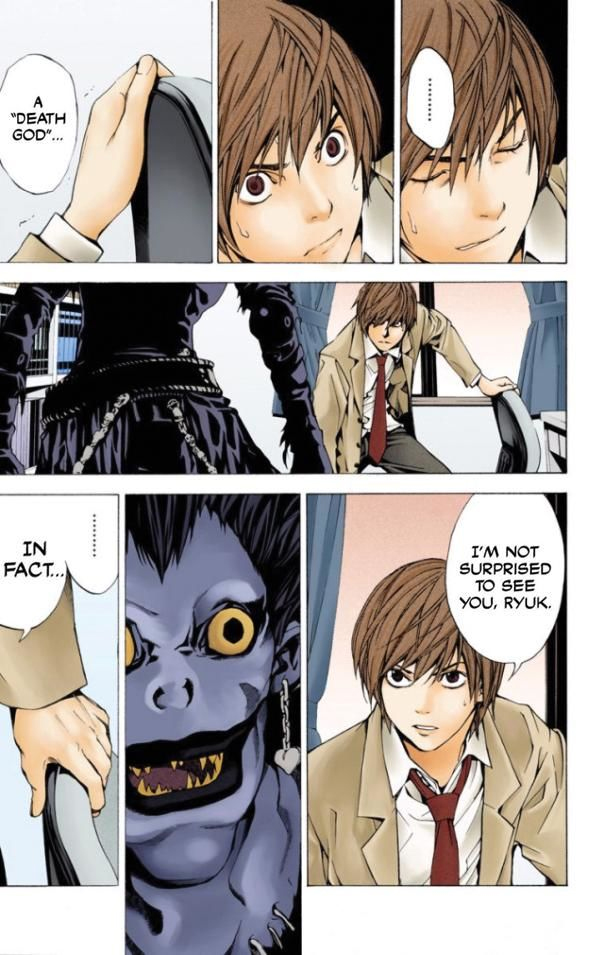 .........
A
"DEATH
GOD"...
I'M NOT
SURPRISED
TO SEE
YOU, RYUK.
.........
IN
FACT...